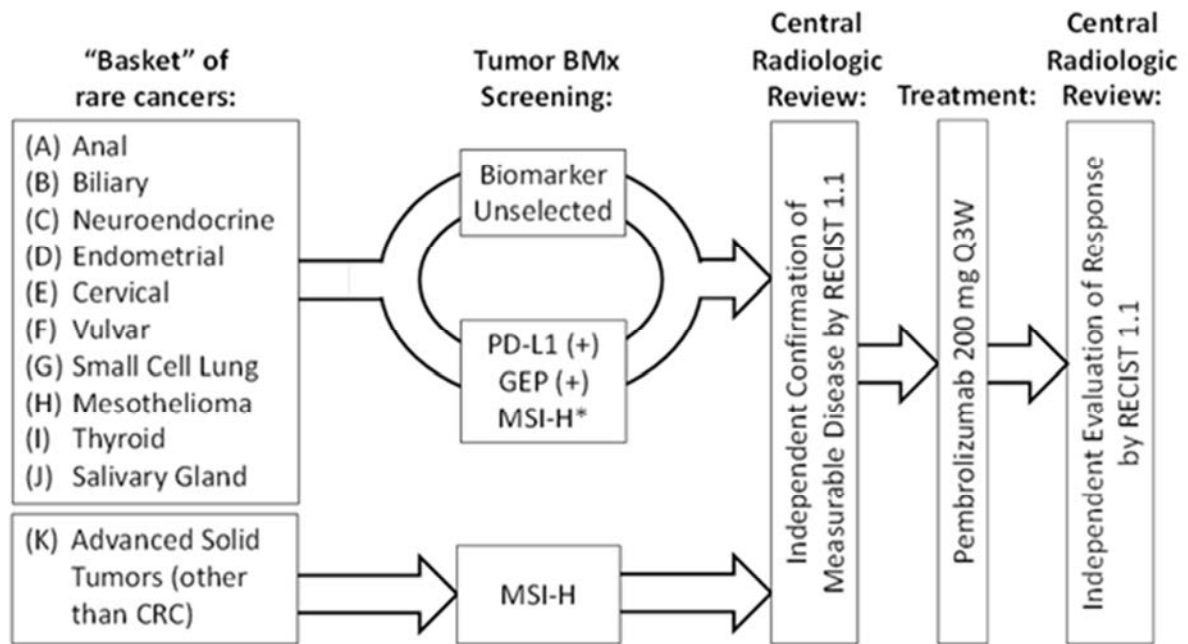 “Basket” of
rare cancers:
(A) Anal
(B) Biliary
(C) Neuroendocrine
(D) Endometrial
(E) Cervical
(F) Vulvar
(G) Small Cell Lung
(H) Mesothelioma
(I) Thyroid
(J) Salivary Gland
(K) Advanced Solid
Tumors (other
than CRC)
Tumor BMx
Screening:
Biomarker
Unselected
PD-L1 (+)
GEP (+)
MSI-H*
MSI-H
Central
Radiologic
Review:
Independent Confirmation of
Measurable Disease by RECIST 1.1
Treatment:
Pembrolizumab 200 mg Q3W
Central
Radiologic
Review:
Independent Evaluation of Response
by RECIST 1.1